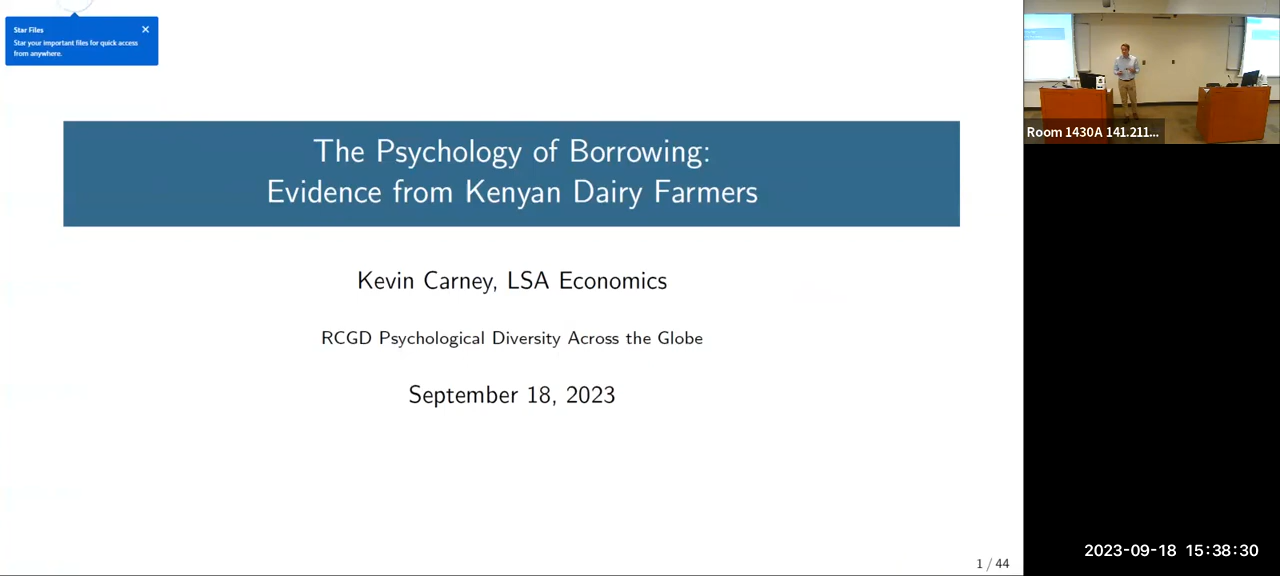 Star Files
Star your important files for quick access
from anywhere.
The Psychology of Borrowing:
Evidence from Kenyan Dairy Farmers
Kevin Carney, LSA Economics
RCGD Psychological Diversity Across the Globe
September 18, 2023
1 / 44
Room 1430A 141.211...
2023-09-18 15:38:30